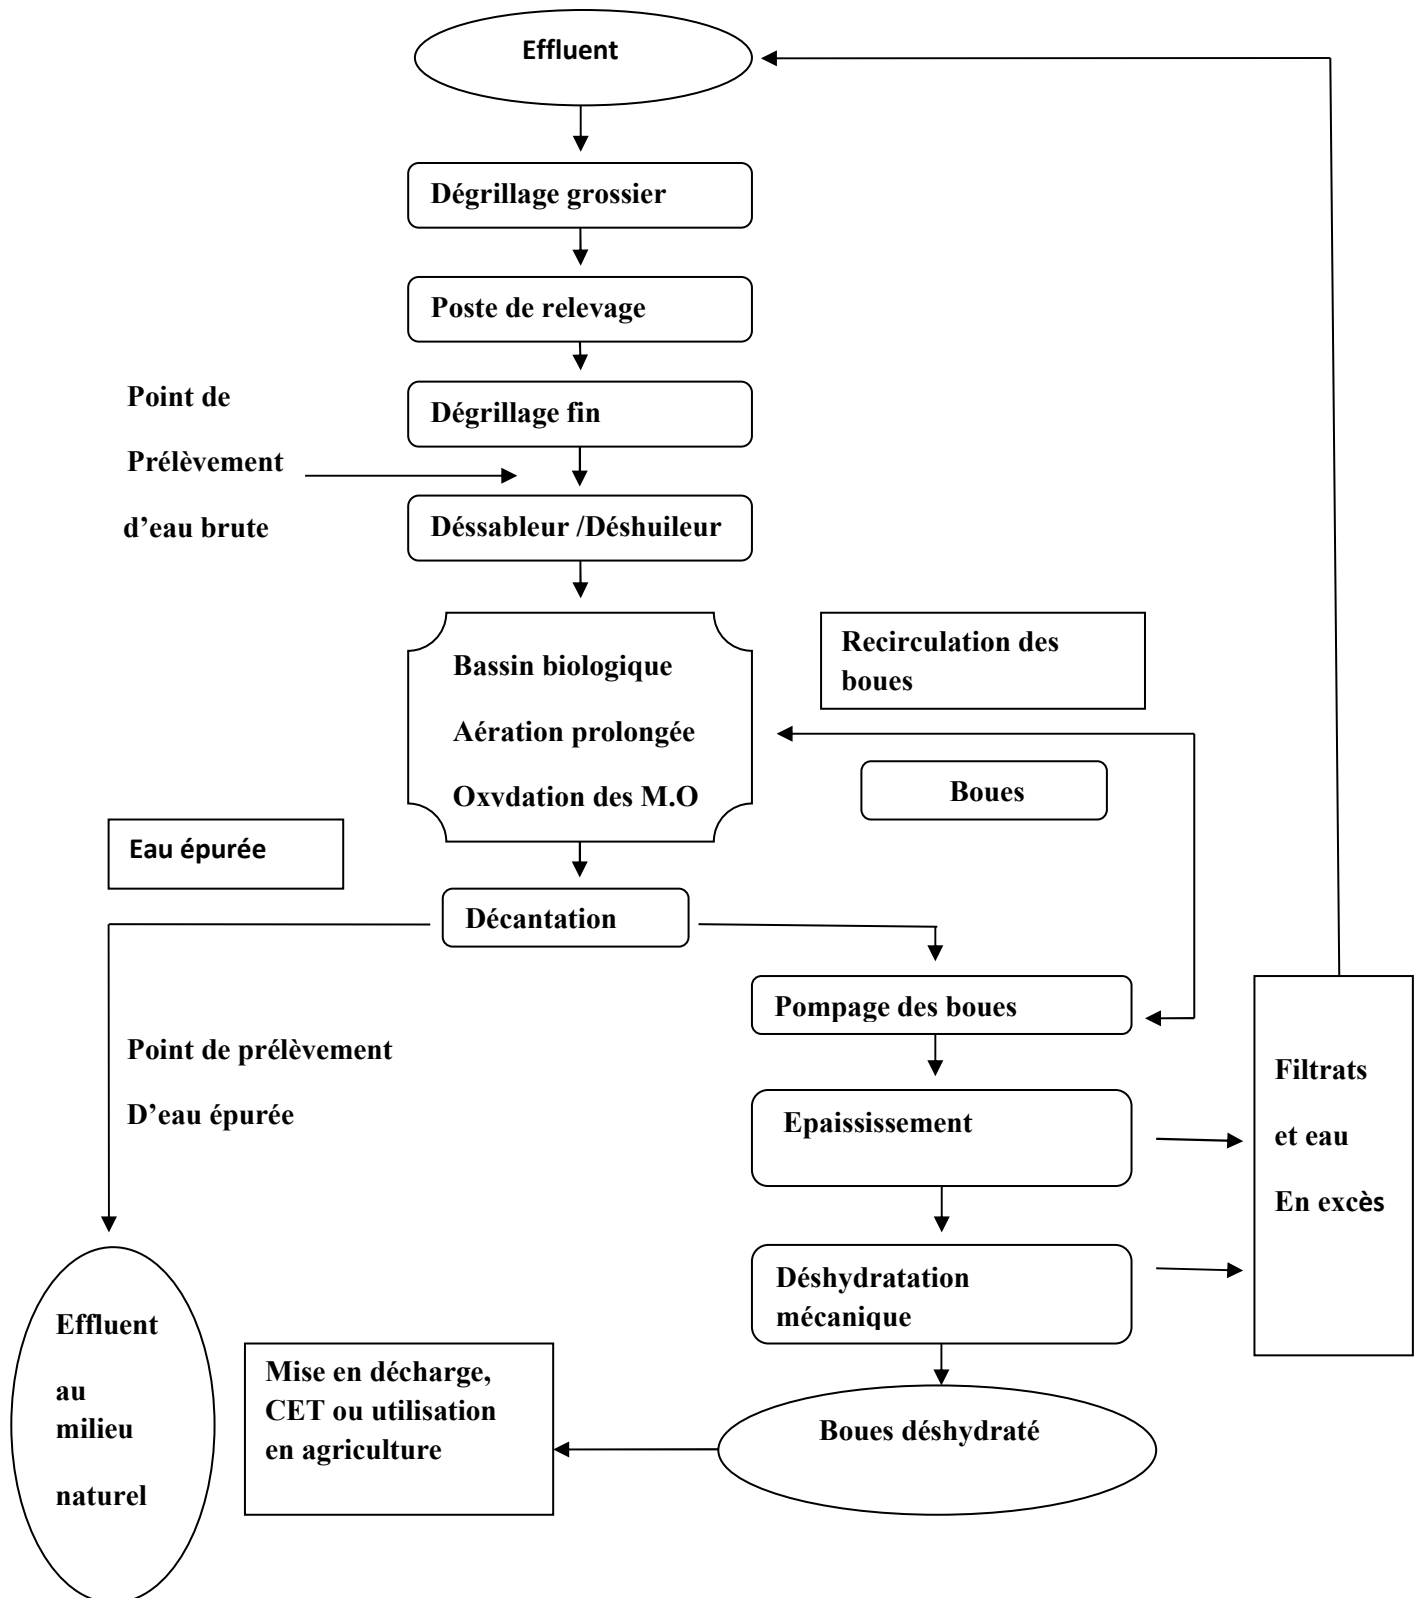 Effluent
Dégrillage grossier
Poste de relevage
Point de
Prélèvement
d’eau brute
Dégrillage fin
Déssableur /Déshuileur
Bassin biologique
Aération prolongée
Oxvdation des M.O
Recirculation des
boues
Boues
Eau épurée
Décantation
Pompage des boues
Point de prélèvement
D’eau épurée
Epaississement
Filtrats
et eau
En excès
Déshydratation
mécanique
Effluent
au
milieu
naturel
Mise en décharge,
CET ou utilisation
en agriculture
Boues déshydraté